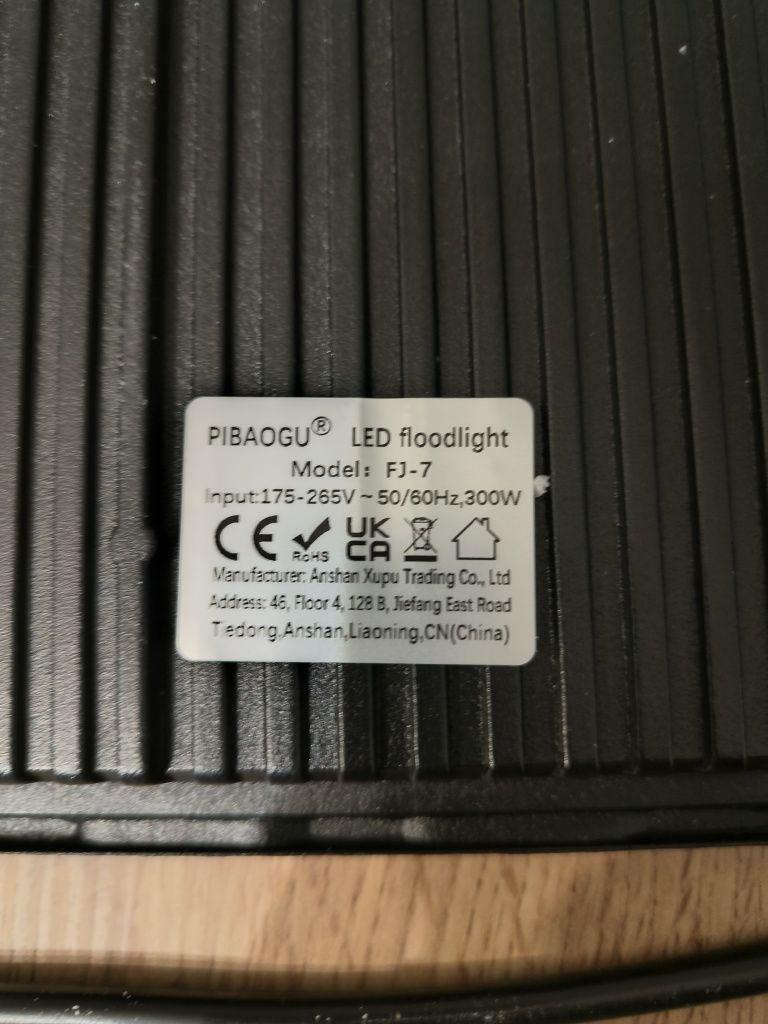 PIBAOGU® LED floodlight
Model: FJ-7
Input:175-265V~50/60Hz,300W
CE RoHS UK CA
Manufacturer: Anshan Xupu Trading Co., Ltd
Address: 46, Floor 4, 128 B, Jiefang East Road
Tiedong,Anshan,Liaoning,CN(China)